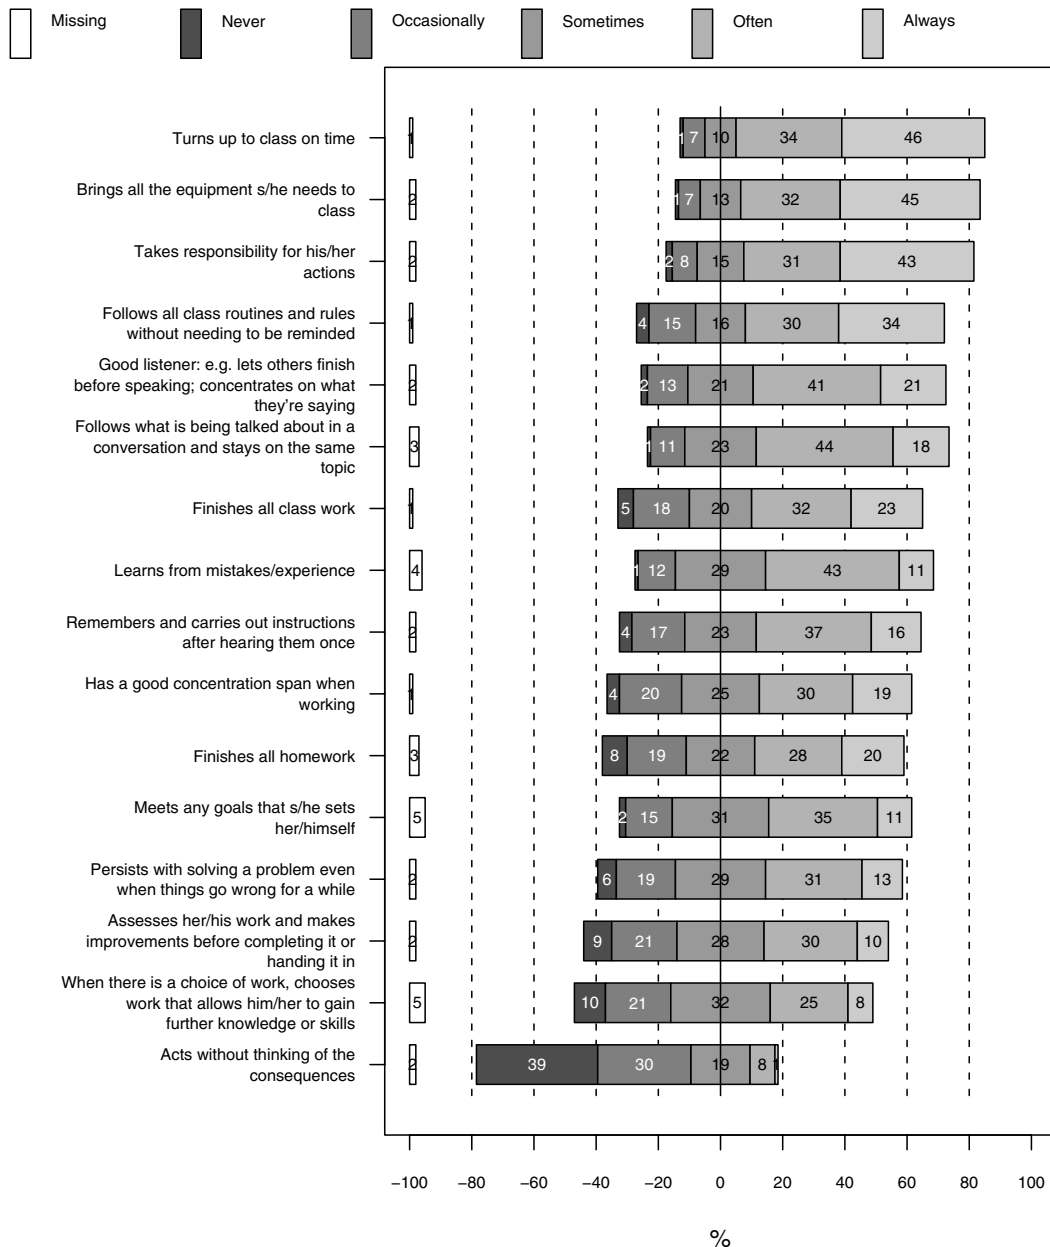 Missing Never Occasionally Sometimes Often Always
Turns up to class on time 1 1 7 10 34 46
Brings all the equipment s/he needs to
class 2 1 7 13 32 45
Takes responsibility for his/her
actions 2 2 8 15 31 43
Follows all class routines and rules
without needing to be reminded 1 4 15 16 30 34
Good listener: e.g. lets others finish
before speaking; concentrates on what
they're saying 2 2 13 21 41 21
Follows what is being talked about in a
conversation and stays on the same
topic 3 1 11 23 44 18
Finishes all class work 1 5 18 20 32 23
Learns from mistakes/experience 4 1 12 29 43 11
Remembers and carries out instructions
after hearing them once 2 4 17 23 37 16
Has a good concentration span when
working 1 4 20 25 30 19
Finishes all homework 3 8 19 22 28 20
Meets any goals that s/he sets
her/himself 5 2 15 31 35 11
Persists with solving a problem even
when things go wrong for a while 2 6 19 29 31 13
Assesses her/his work and makes
improvements before completing it or
handing it in 2 9 21 28 30 10
When there is a choice of work, chooses
work that allows him/her to gain
further knowledge or skills 5 10 21 32 25 8
Acts without thinking of the
consequences 2 39 30 19 8 1
−100 −80 −60 −40 −20 0 20 40 60 80 100
%